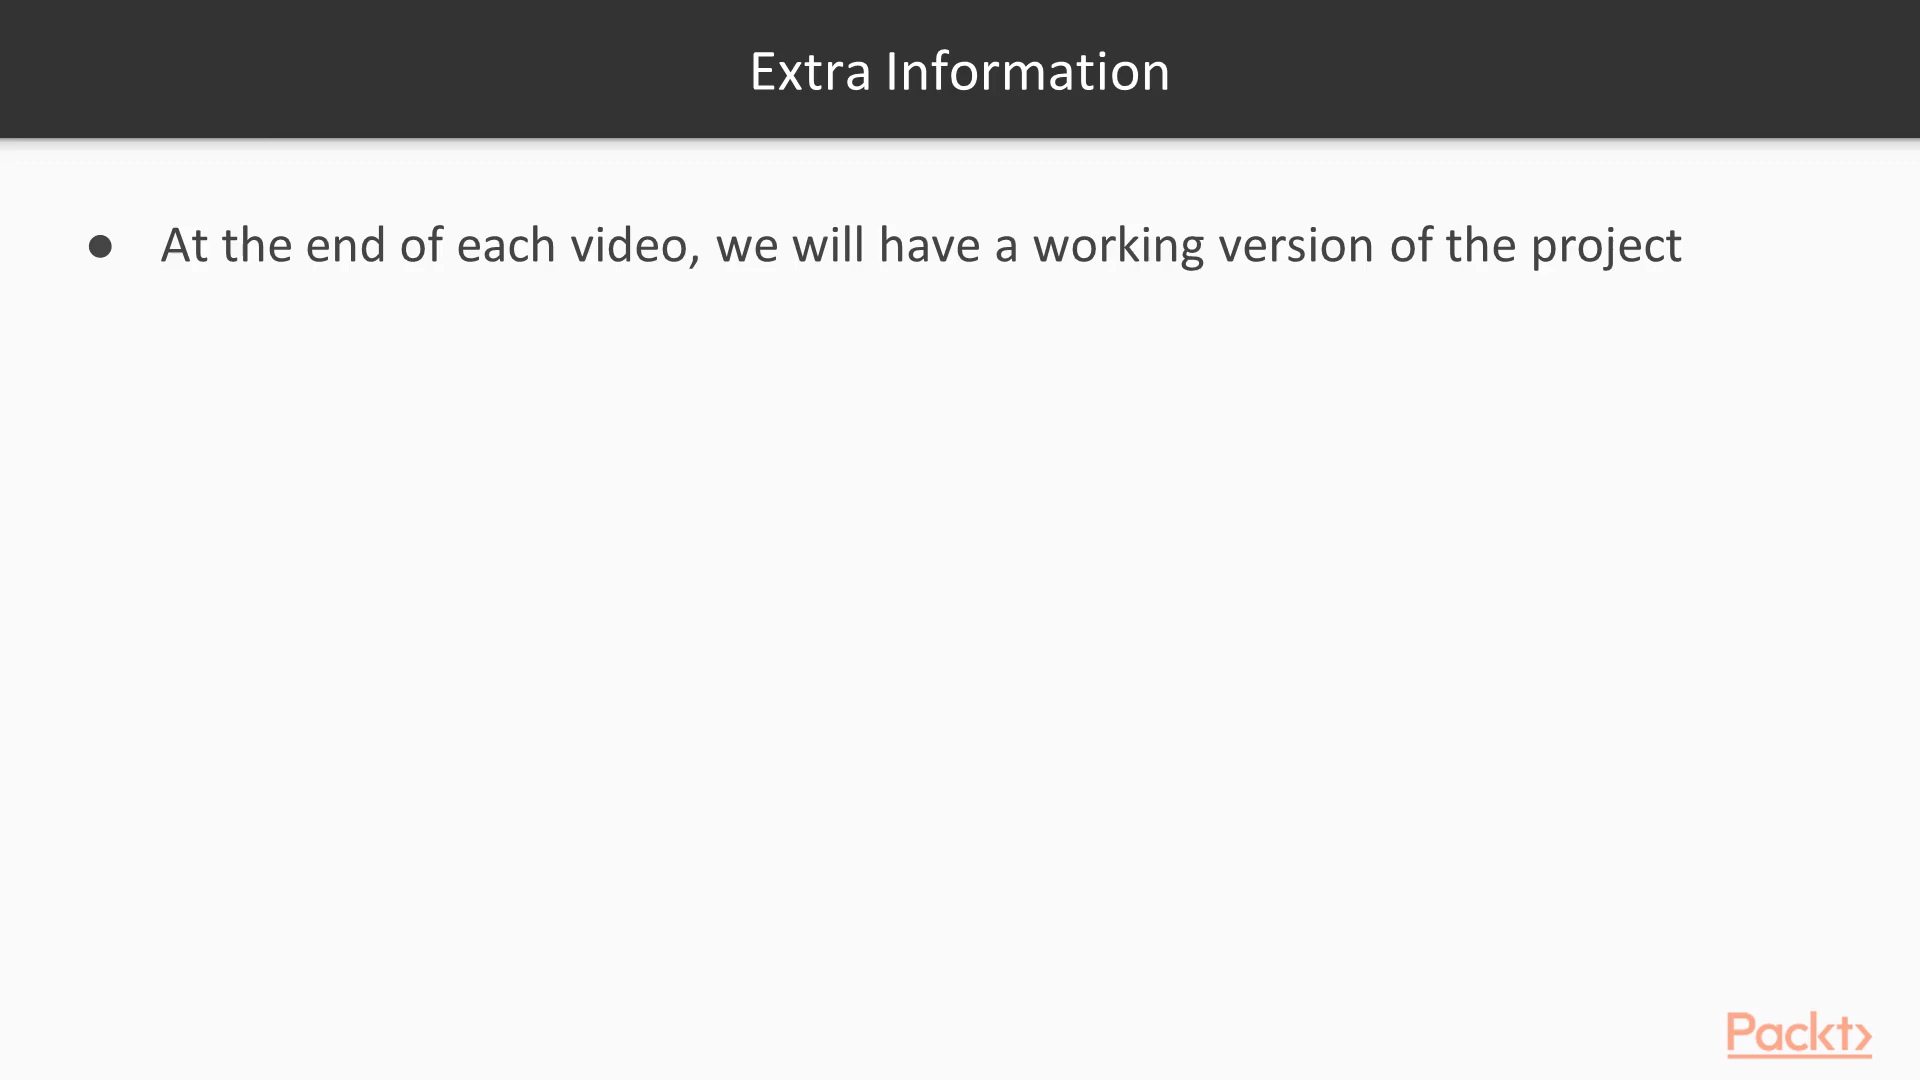 Extra Information
● At the end of each video, we will have a working version of the project
Packt>